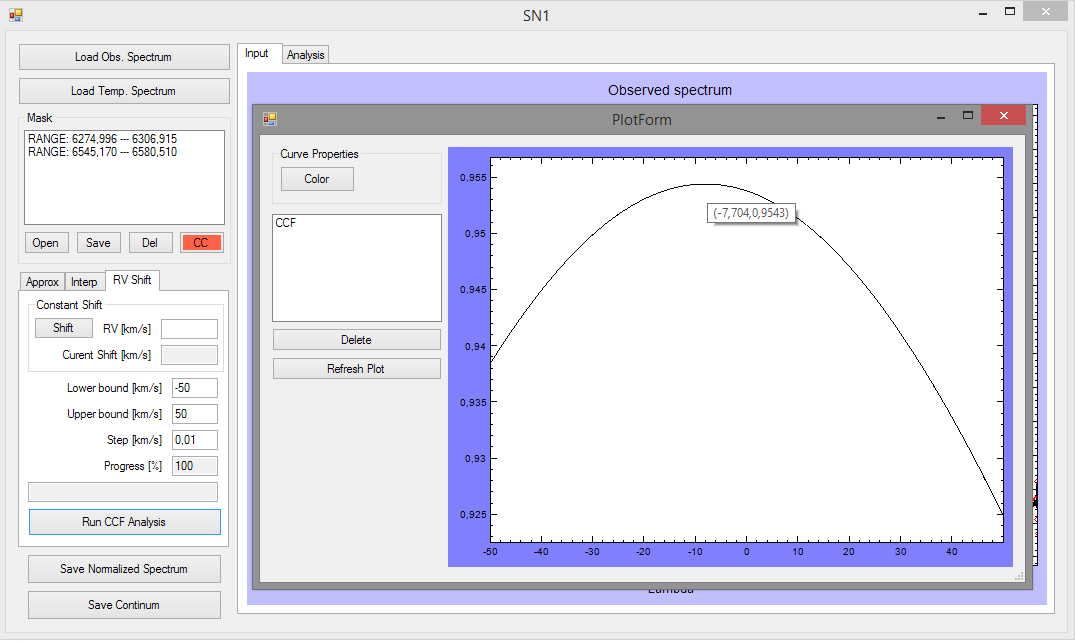 SN1
Load Obs. Spectrum
Load Temp. Spectrum
Mask
RANGE: 6274,996 --- 6306,915
RANGE: 6545,170 --- 6580,510
Open Save Del CC
Approx Interp RV Shift
Constant Shift
Shift RV [km/s]
Curent Shift [km/s]
Lower bound [km/s] -50
Upper bound [km/s] 50
Step [km/s] 0,01
Progress [%] 100
Run CCF Analysis
Save Normalized Spectrum
Save Continum
Input Analysis
Observed spectrum
PlotForm
Curve Properties
Color
CCF
Delete
Refresh Plot
0,955
(-7,704,0,9543)
0,95
0,945
0,94
0,935
0,93
0,925
-50 -40 -30 -20 -10 0 10 20 30 40
Lambda